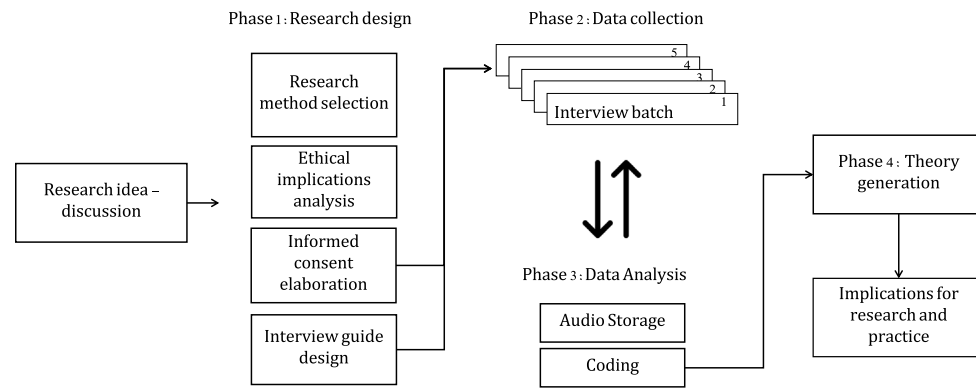 Phase 1: Research design
Research
method selection
Ethical
implications
analysis
Informed
consent
elaboration
Interview guide
design
Research idea –
discussion
Phase 2: Data collection
5
4
3
2
1
Interview batch
Phase 3: Data Analysis
Audio Storage
Coding
Phase 4: Theory
generation
Implications for
research and
practice